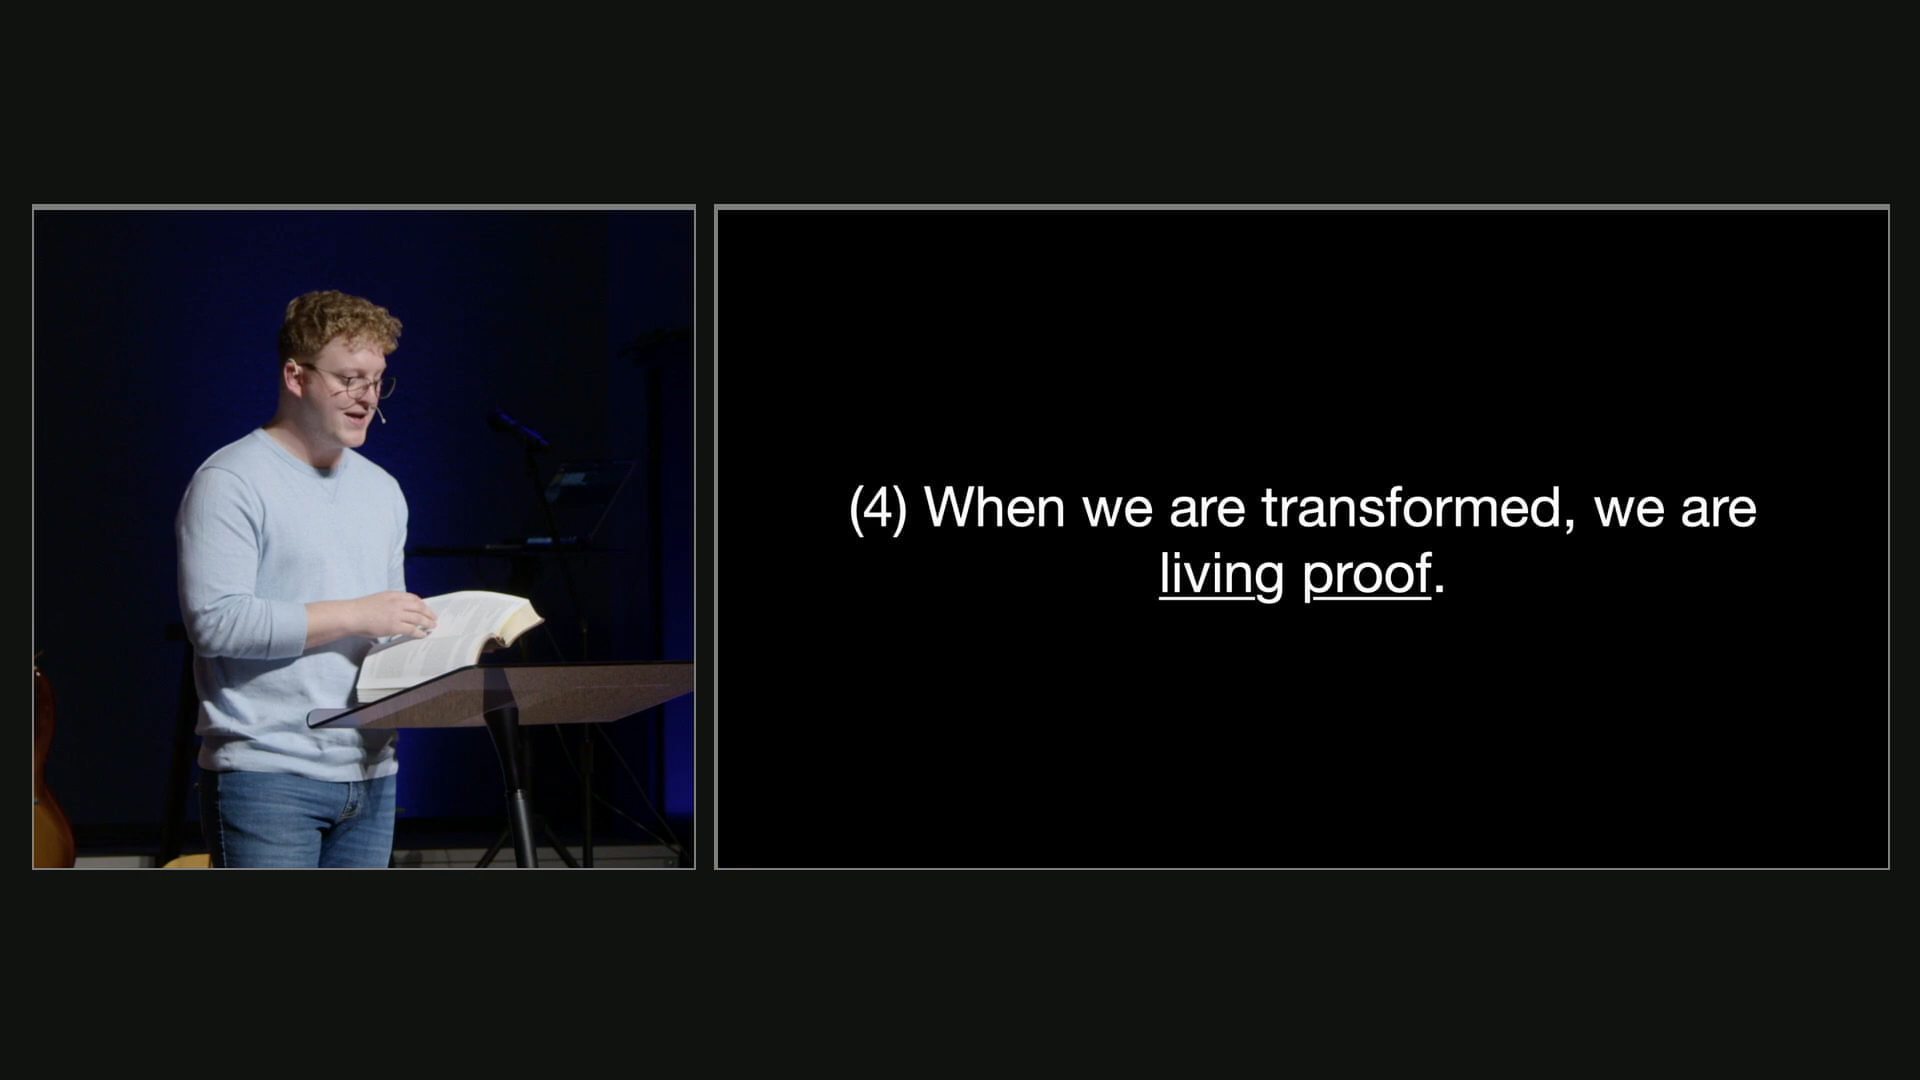 (4) When we are transformed, we are
living proof.